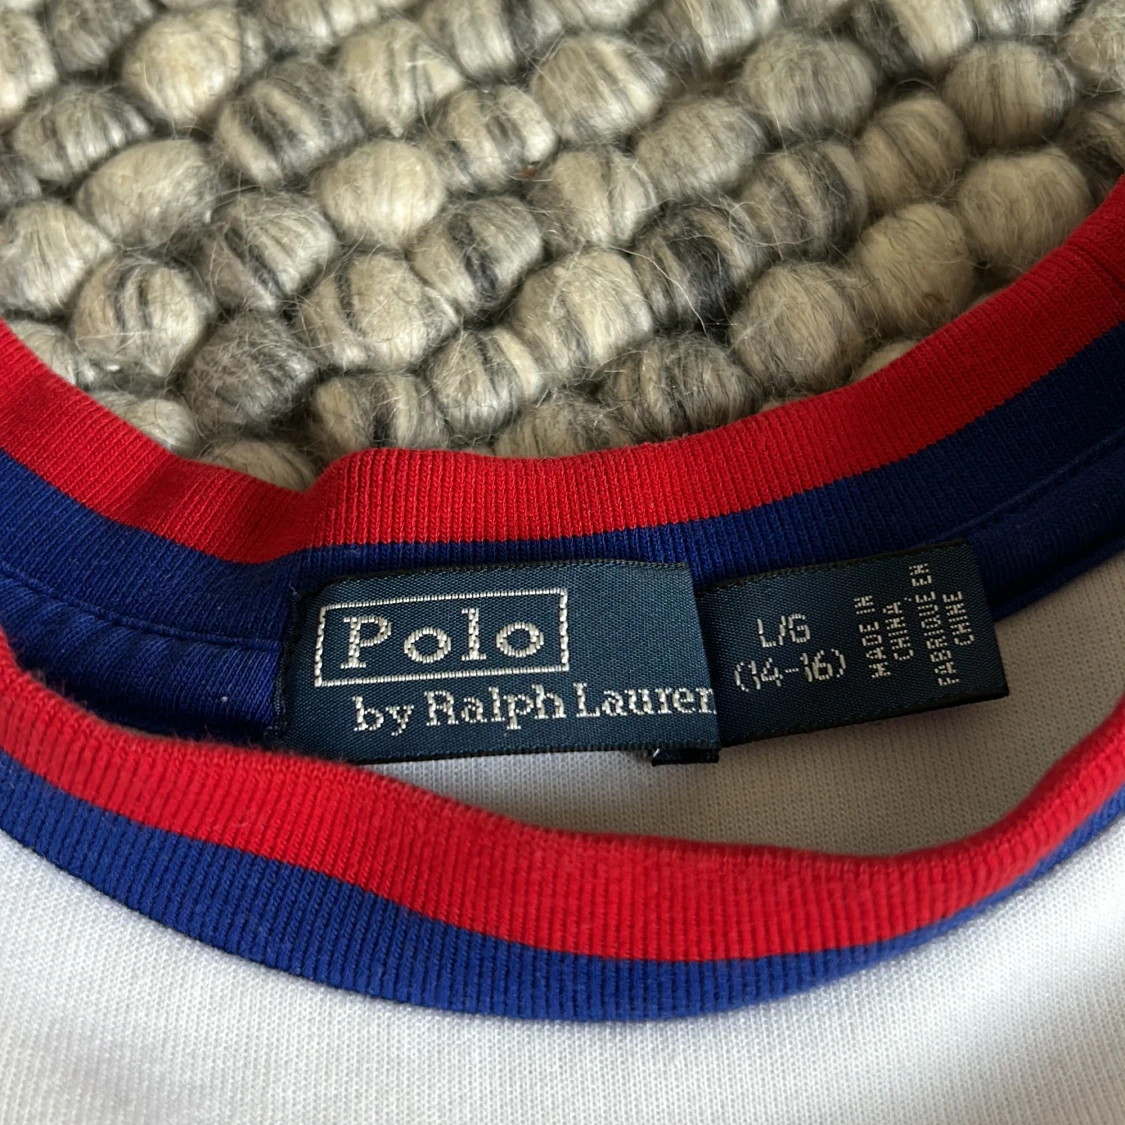 Polo
by Ralph Lauren
L/G
(14-16)
MADE IN
CHINA
FABRIQUE EN
CHINE